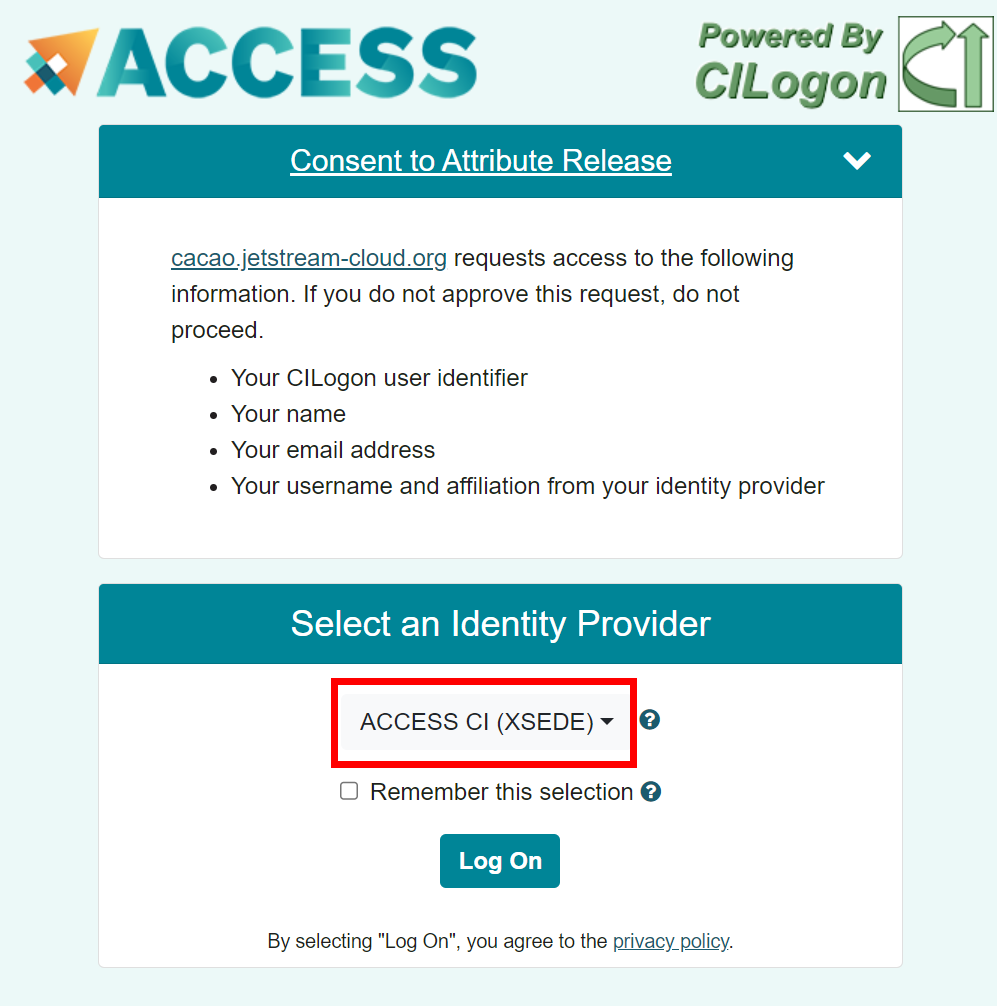 ACCESS
Powered By
CILogon
Consent to Attribute Release
cacao.jetstream-cloud.org requests access to the following
information. If you do not approve this request, do not
proceed.
• Your CILogon user identifier
• Your name
• Your email address
• Your username and affiliation from your identity provider
Select an Identity Provider
ACCESS CI (XSEDE)
Remember this selection
Log On
By selecting "Log On", you agree to the privacy policy.